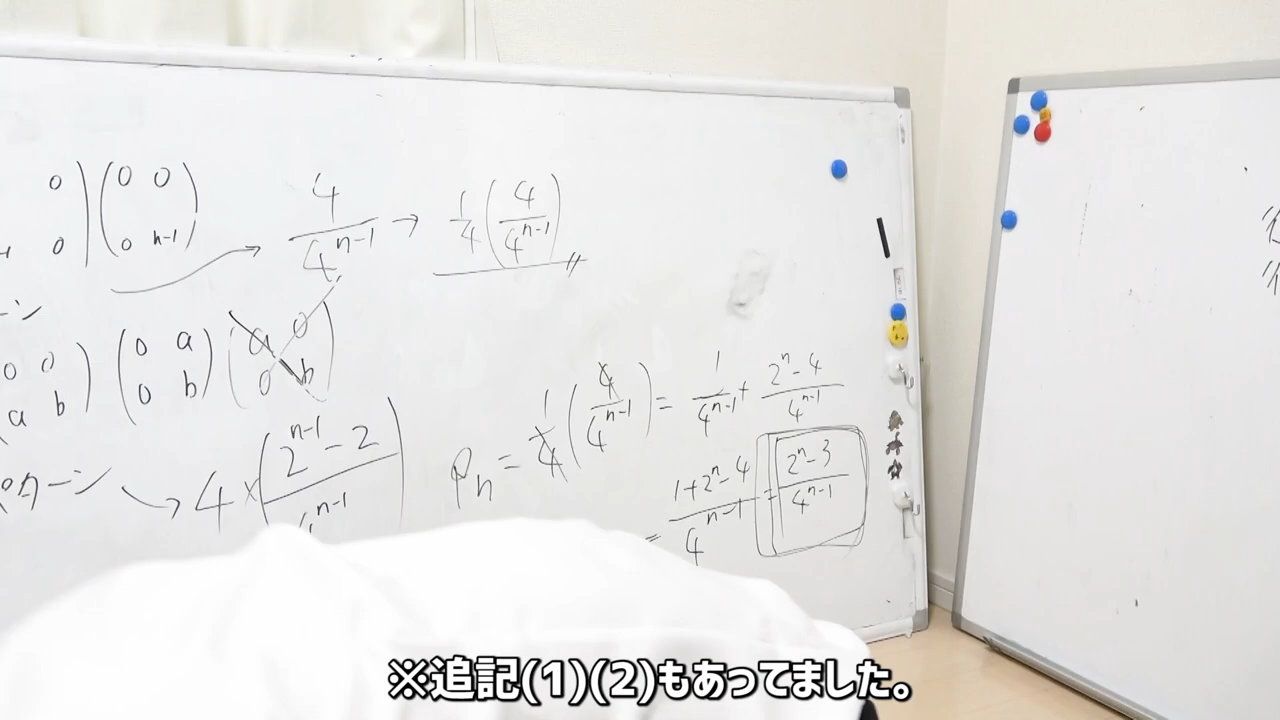 0 ) ( 0 0
0 ) ( 0 n-1 ) → 4/4^{n-1} → 1/4 ( 4/4^{n-1} ) //
0 0 ) ( 0 a ) ( a 0 )
a b ) ( 0 b ) ( 0 b )
パターン → 4 × ( 2^{n-1} - 2 / 4^{n-1} )
P_n = 1/4 ( 4/4^{n-1} ) = 1/4^{n-1} + 2^n - 4 / 4^{n-1}
= 1 + 2^n - 4 / 4^{n-1} = 2^n - 3 / 4^{n-1}
※追記(1)(2)もあってました。